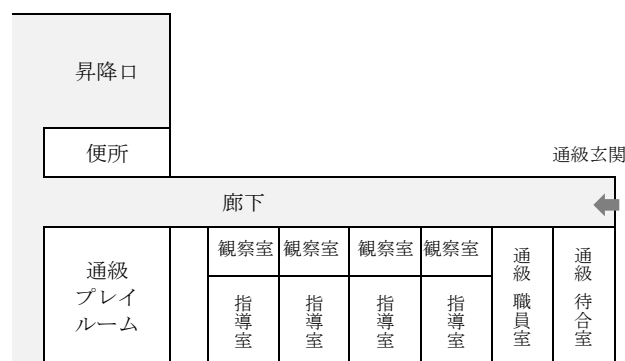 昇降口
便所
通級玄関
廊下
通級
プレイ
ルーム
観察室
観察室
観察室
観察室
指導室
指導室
指導室
指導室
通級 職員室
通級 待合室